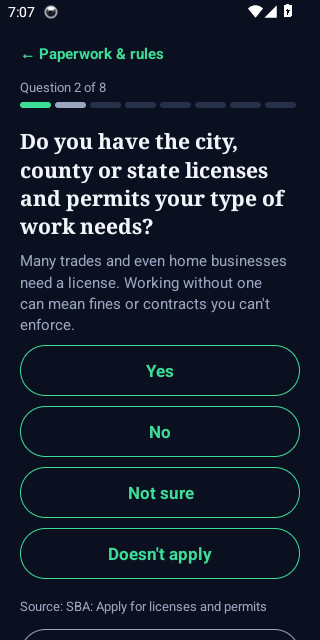 7:07
← Paperwork & rules
Question 2 of 8
Do you have the city,
county or state licenses
and permits your type of
work needs?
Many trades and even home businesses
need a license. Working without one
can mean fines or contracts you can't
enforce.
Yes
No
Not sure
Doesn't apply
Source: SBA: Apply for licenses and permits